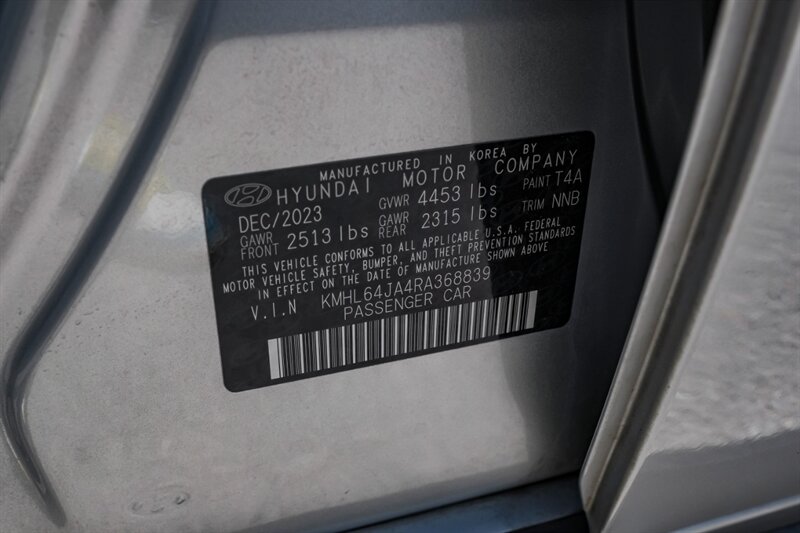 MANUFACTURED IN KOREA BY
HYUNDAI MOTOR COMPANY
DEC/2023 GVWR 4453 lbs PAINT T4A
GAWR FRONT 2513 lbs GAWR REAR 2315 lbs TRIM NNB
THIS VEHICLE CONFORMS TO ALL APPLICABLE U.S.A. FEDERAL
MOTOR VEHICLE SAFETY, BUMPER, AND THEFT PREVENTION STANDARDS
IN EFFECT ON THE DATE OF MANUFACTURE SHOWN ABOVE
V.I.N KMHL64JA4RA368839
PASSENGER CAR